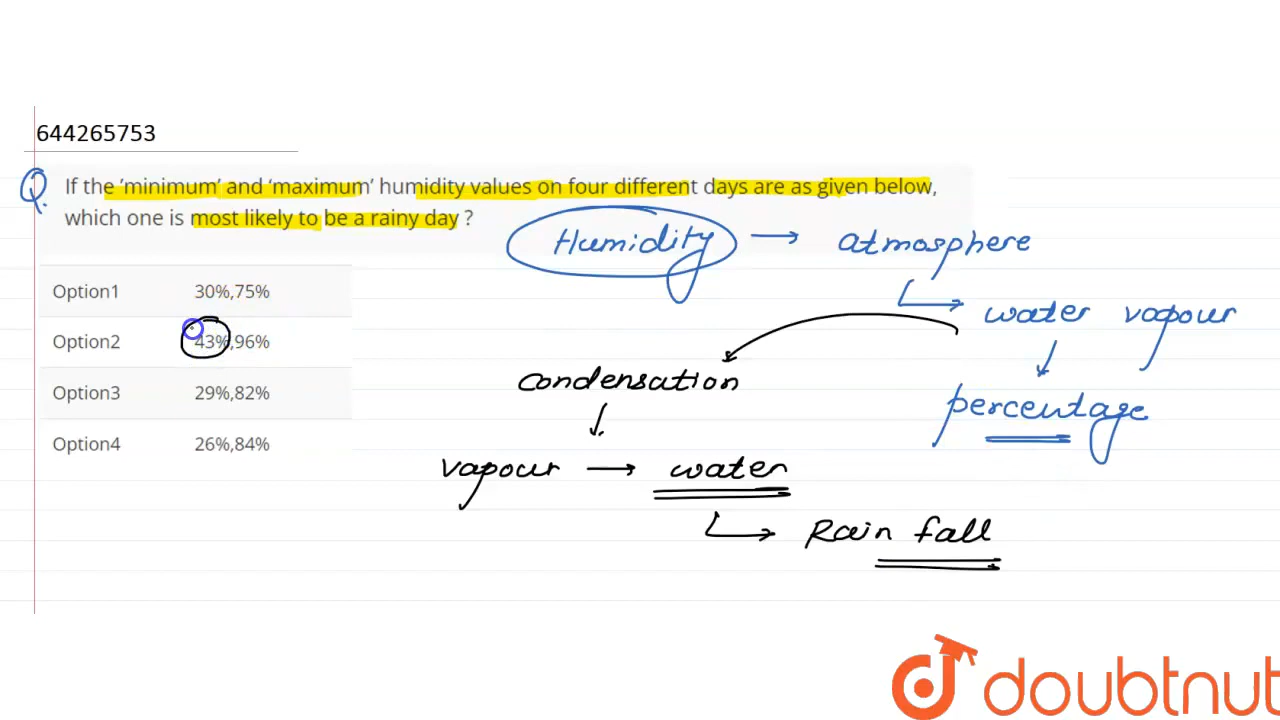 644265753
Q. If the ‘minimum’ and ‘maximum’ humidity values on four different days are as given below,
which one is most likely to be a rainy day ?
Humidity → atmosphere
water vapour
percentage
condensation
vapour → water
Rain fall
Option1 30%,75%
Option2 43%,96%
Option3 29%,82%
Option4 26%,84%
doubtnut